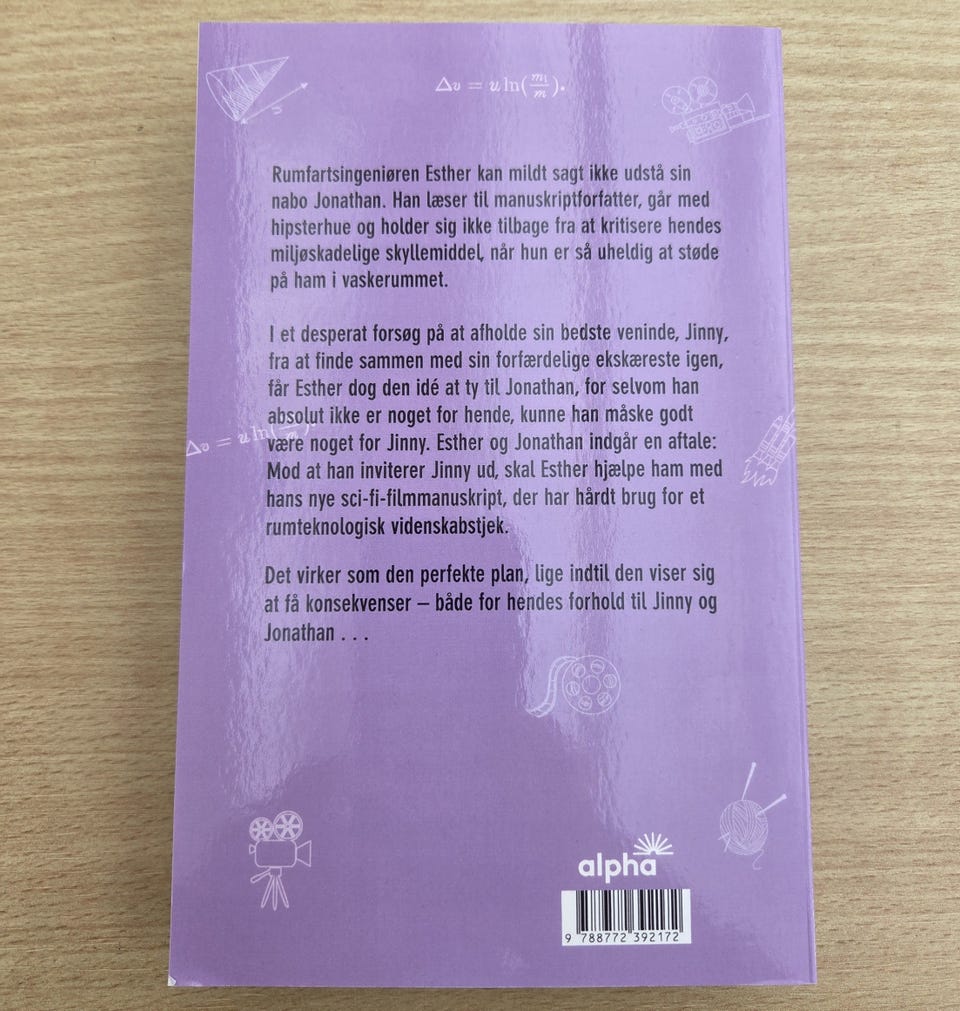 Δv = u ln(m₁/m).
Rumfartsingeniøren Esther kan mildt sagt ikke udstå sin
nabo Jonathan. Han læser til manuskriptforfatter, går med
hipsterhue og holder sig ikke tilbage fra at kritisere hendes
miljøskadelige skyllemiddel, når hun er så uheldig at støde
på ham i vaskerummet.
I et desperat forsøg på at afholde sin bedste veninde, Jinny,
fra at finde sammen med sin forfærdelige ekskæreste igen,
får Esther dog den idé at ty til Jonathan, for selvom han
absolut ikke er noget for hende, kunne han måske godt
være noget for Jinny. Esther og Jonathan indgår en aftale:
Mod at han inviterer Jinny ud, skal Esther hjælpe ham med
hans nye sci-fi-filmmanuskript, der har hårdt brug for et
rumteknologisk videnskabstjek.
Det virker som den perfekte plan, lige indtil den viser sig
at få konsekvenser – både for hendes forhold til Jinny og
Jonathan . . .
alpha
9 788772 392172